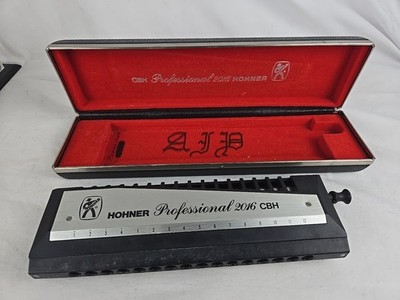 CBH Professional 2016 HOHNER
AJP
HOHNER Professional 2016 CBH